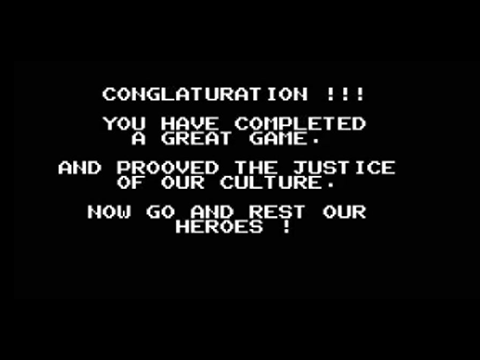 CONGLATURATION !!!
YOU HAVE COMPLETED
A GREAT GAME.
AND PROOVED THE JUSTICE
OF OUR CULTURE.
NOW GO AND REST OUR
HEROES !